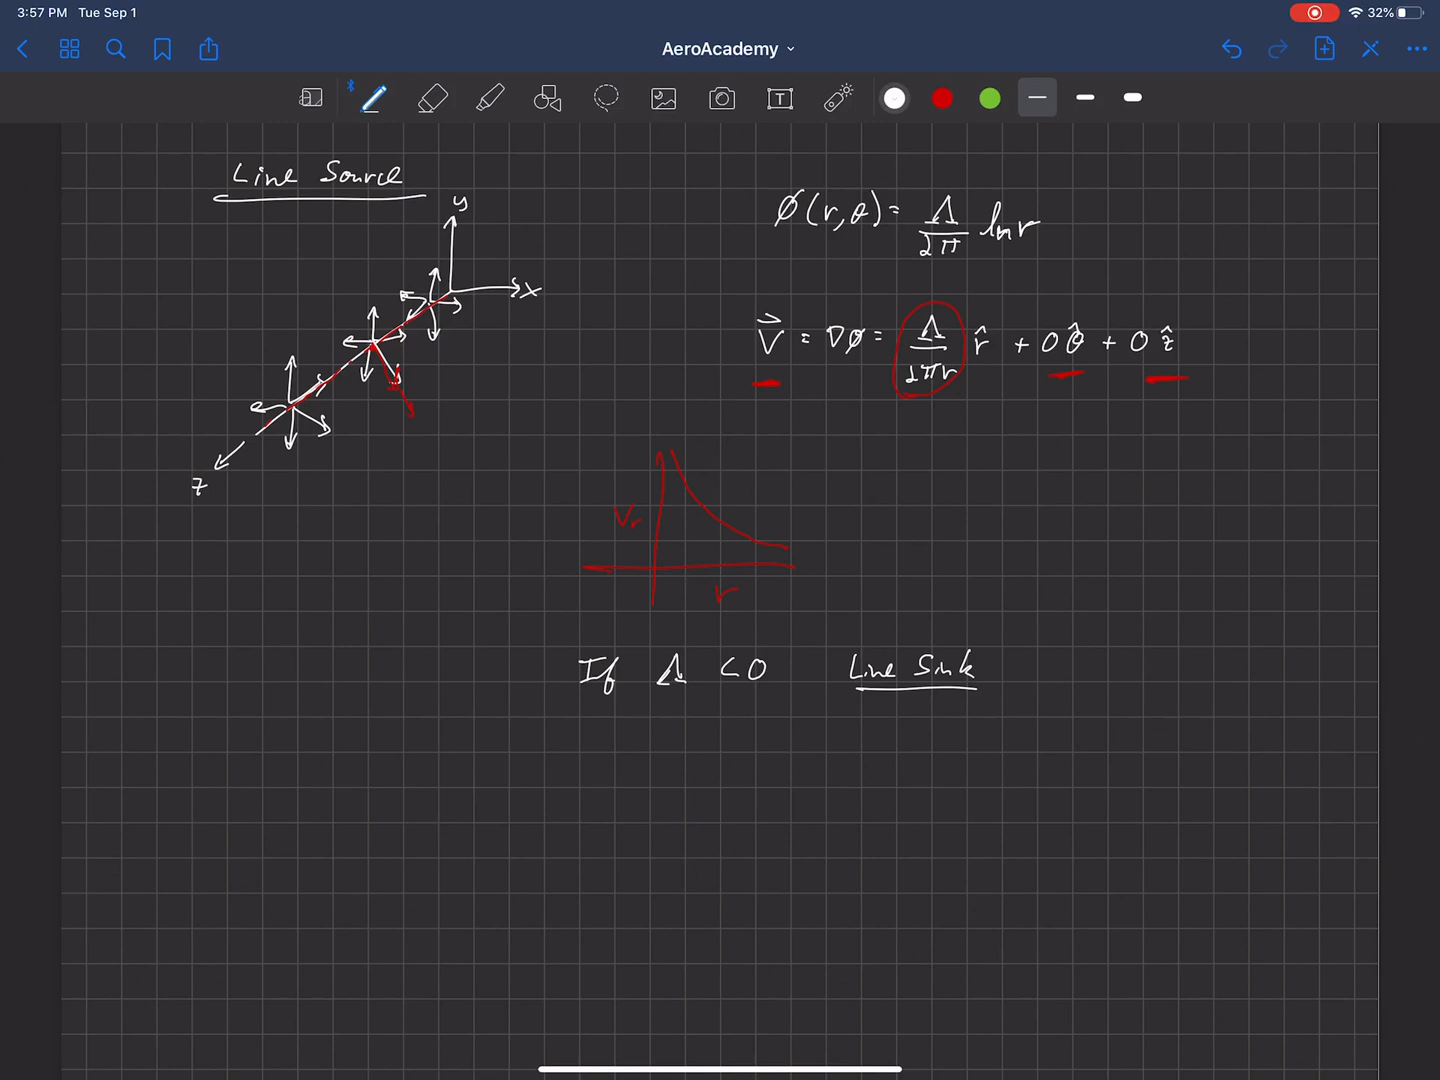 3:57 PM Tue Sep 1
32%
AeroAcademy
T
Line Source
y
x
z
ϕ(r,θ) = Λ/2π ln r
V⃗ = ∇ϕ = Λ/2πr r̂ + 0 θ̂ + 0 ẑ
Vr
r
If Λ < 0 Line Sink